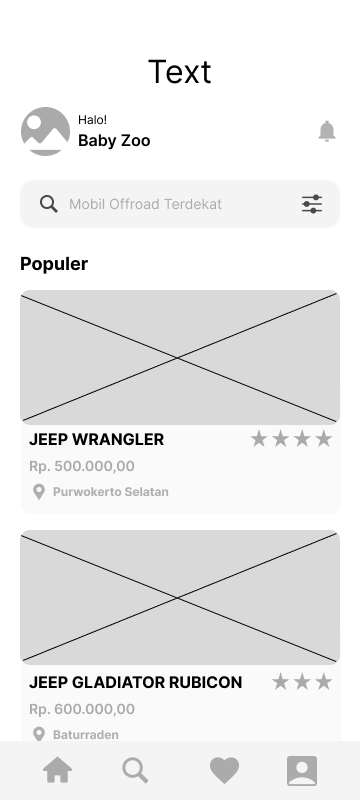 Text
Halo!
Baby Zoo
Mobil Offroad Terdekat
Populer
JEEP WRANGLER
Rp. 500.000,00
Purwokerto Selatan
JEEP GLADIATOR RUBICON
Rp. 600.000,00
Baturraden